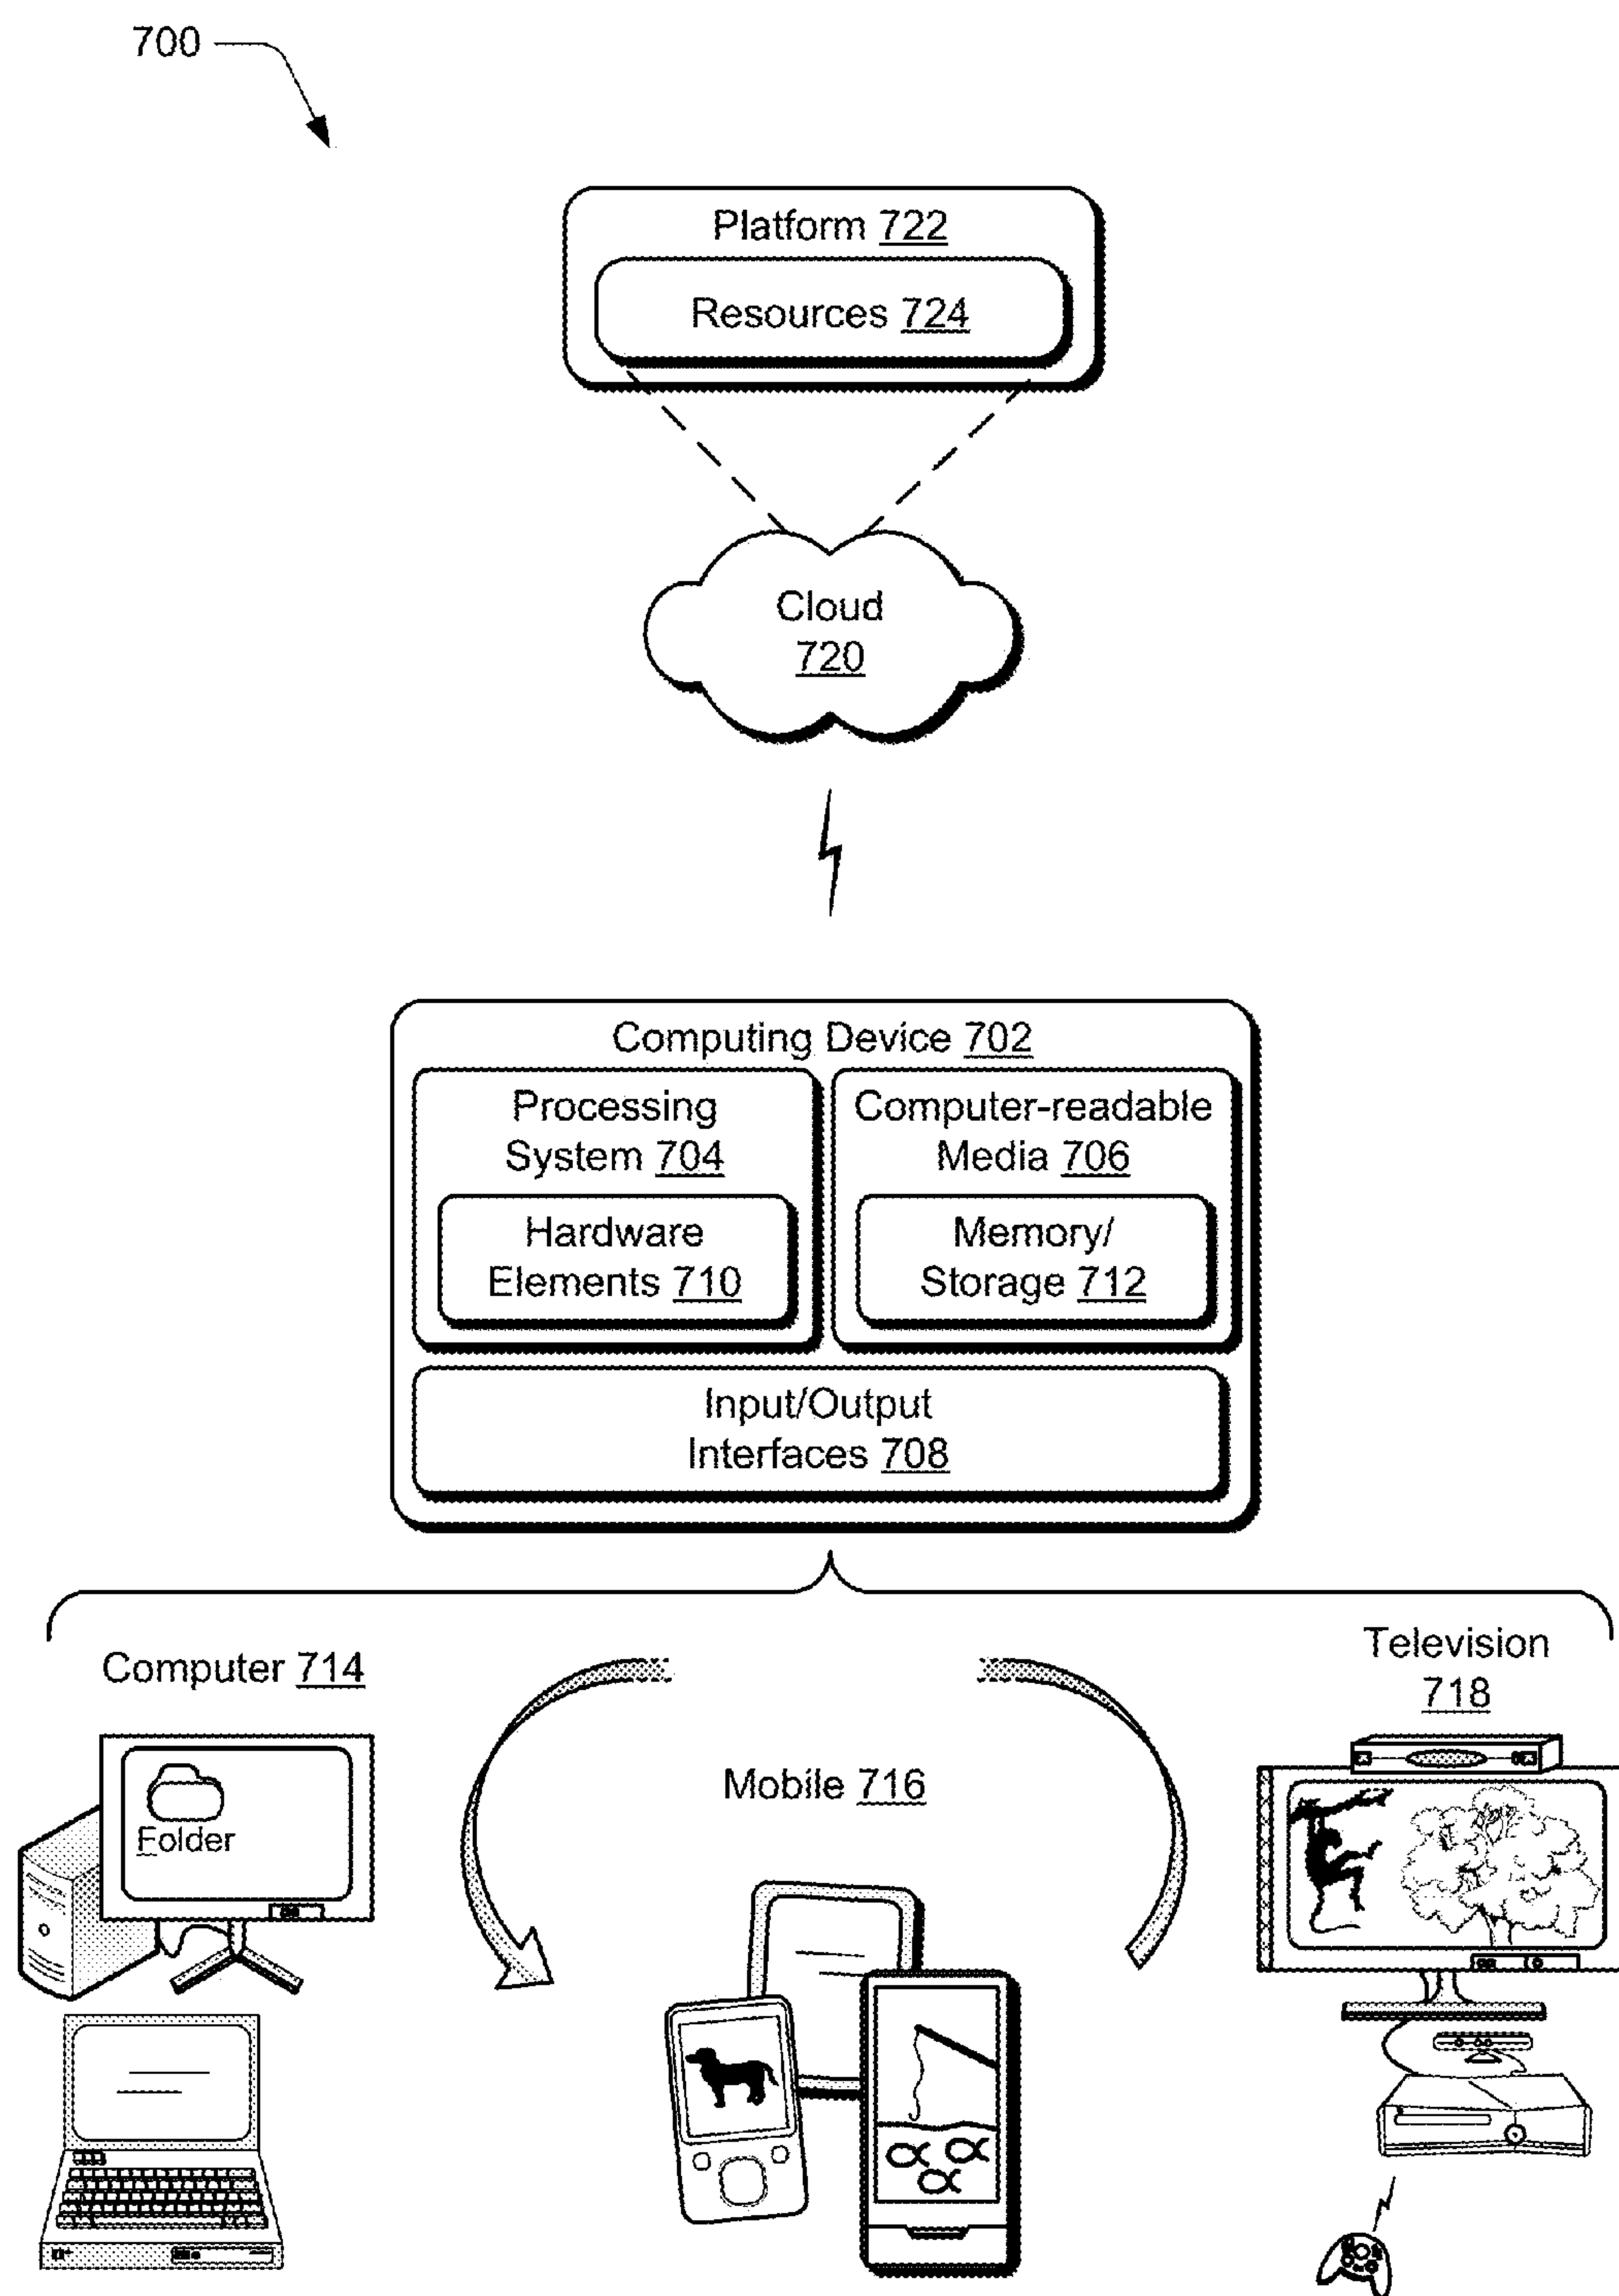 700
Platform 722
Resources 724
Cloud
720
Computing Device 702
Processing
System 704
Computer-readable
Media 706
Hardware
Elements 710
Memory/
Storage 712
Input/Output
Interfaces 708
Computer 714
Television
718
Mobile 716
Folder